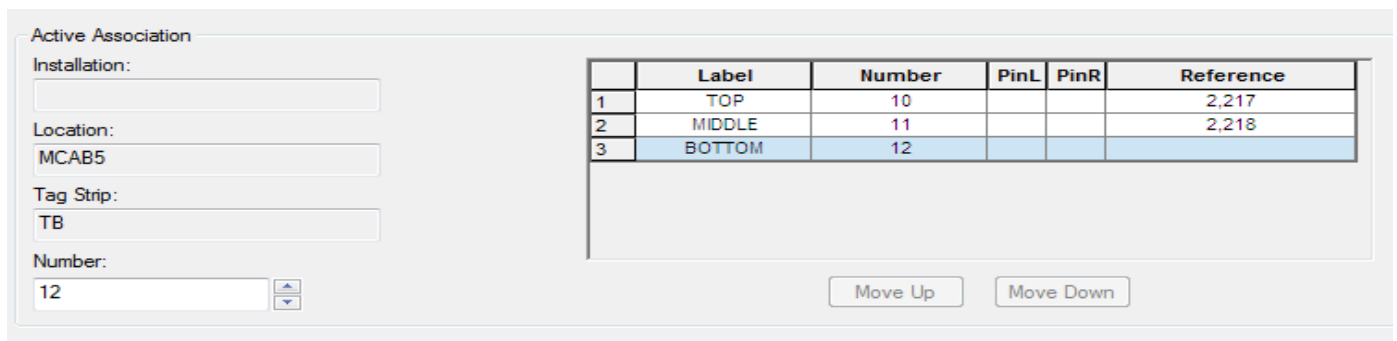 Active Association
Installation:
Location:
MCAB5
Tag Strip:
TB
Number:
12
Label Number PinL PinR Reference
1 TOP 10 2,217
2 MIDDLE 11 2,218
3 BOTTOM 12
Move Up Move Down